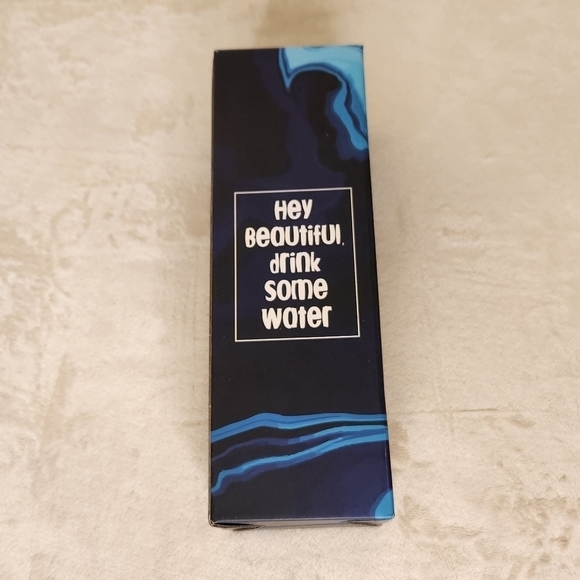 Hey
Beautiful,
drink
some
water